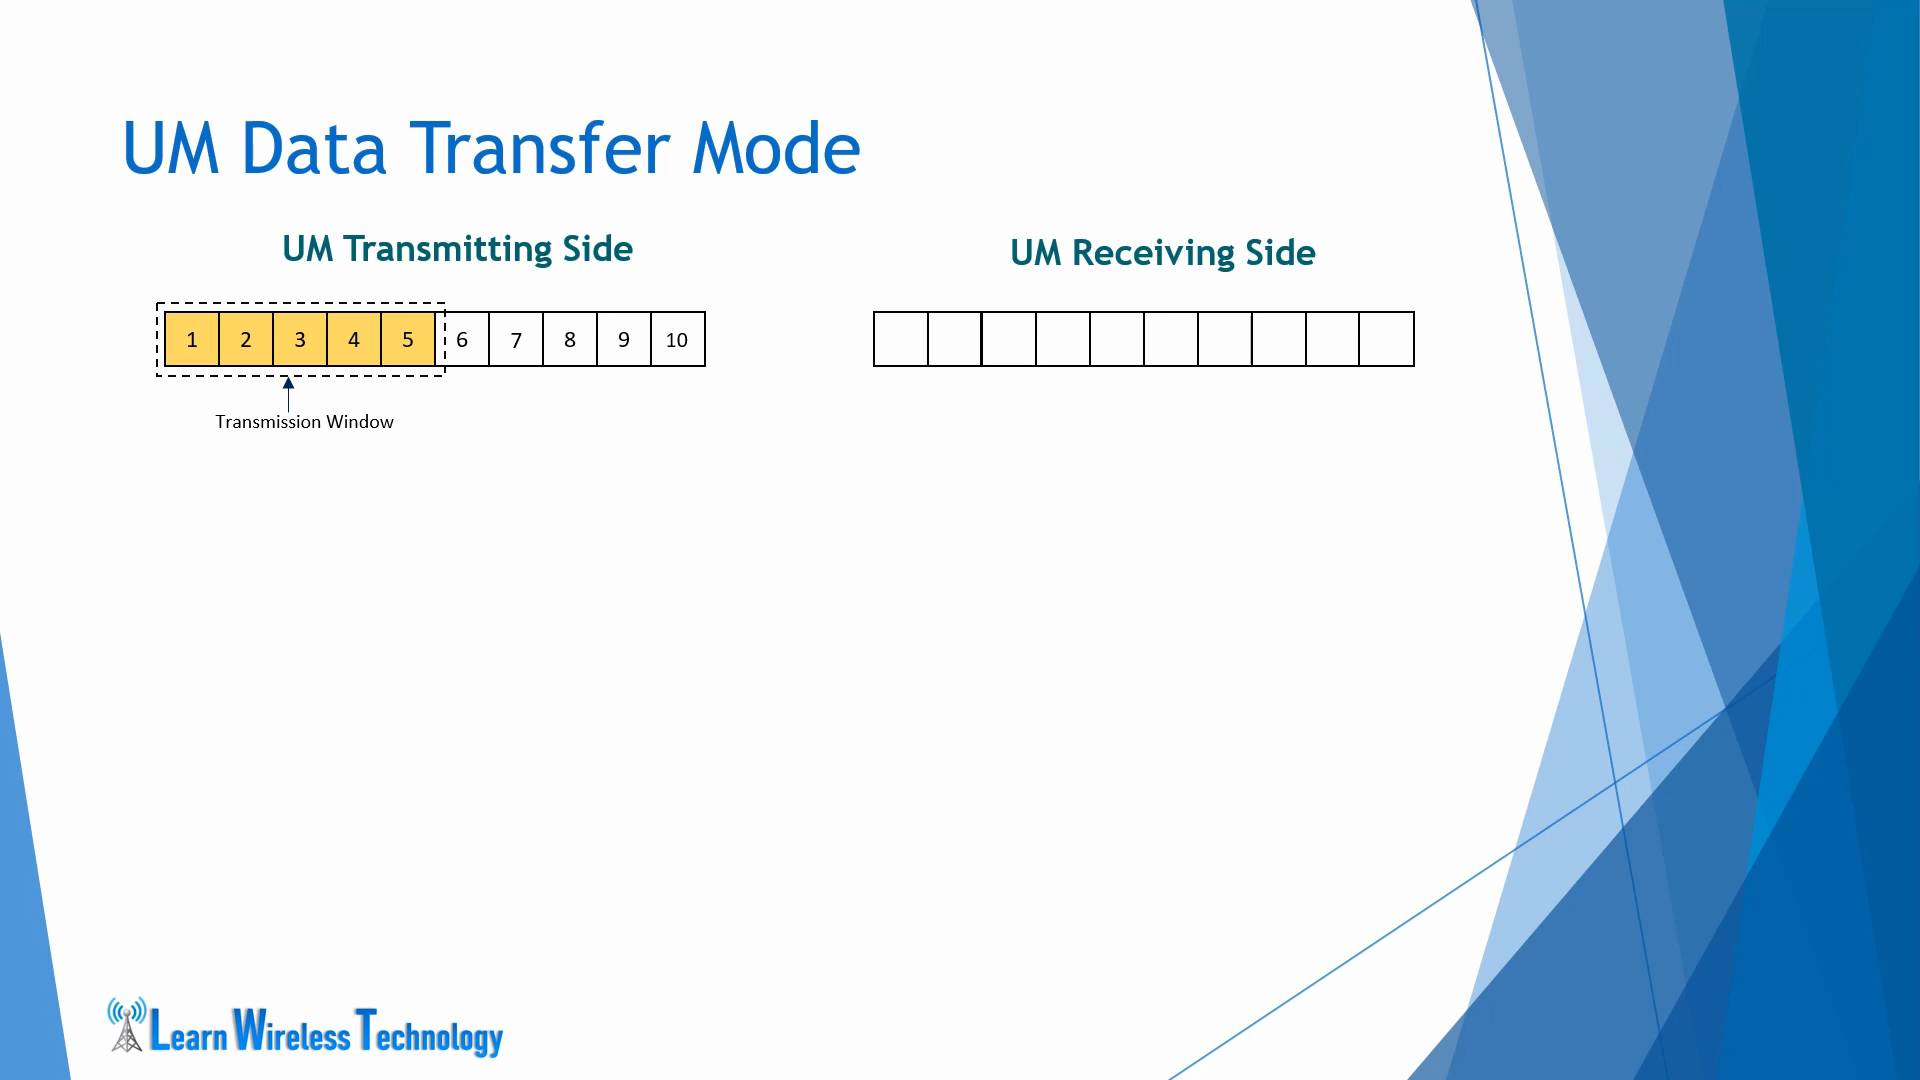 UM Data Transfer Mode
UM Transmitting Side
UM Receiving Side
1 2 3 4 5 6 7 8 9 10
Transmission Window
Learn Wireless Technology